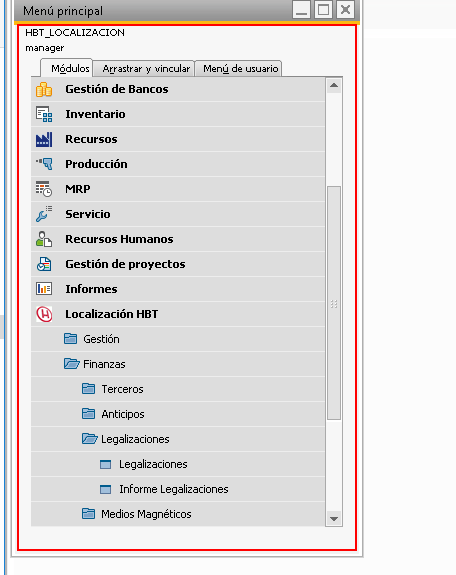 Menú principal
HBT_LOCALIZACION
manager
Módulos
Arrastrar y vincular
Menú de usuario
Gestión de Bancos
Inventario
Recursos
Producción
MRP
Servicio
Recursos Humanos
Gestión de proyectos
Informes
Localización HBT
Gestión
Finanzas
Terceros
Anticipos
Legalizaciones
Legalizaciones
Informe Legalizaciones
Medios Magnéticos